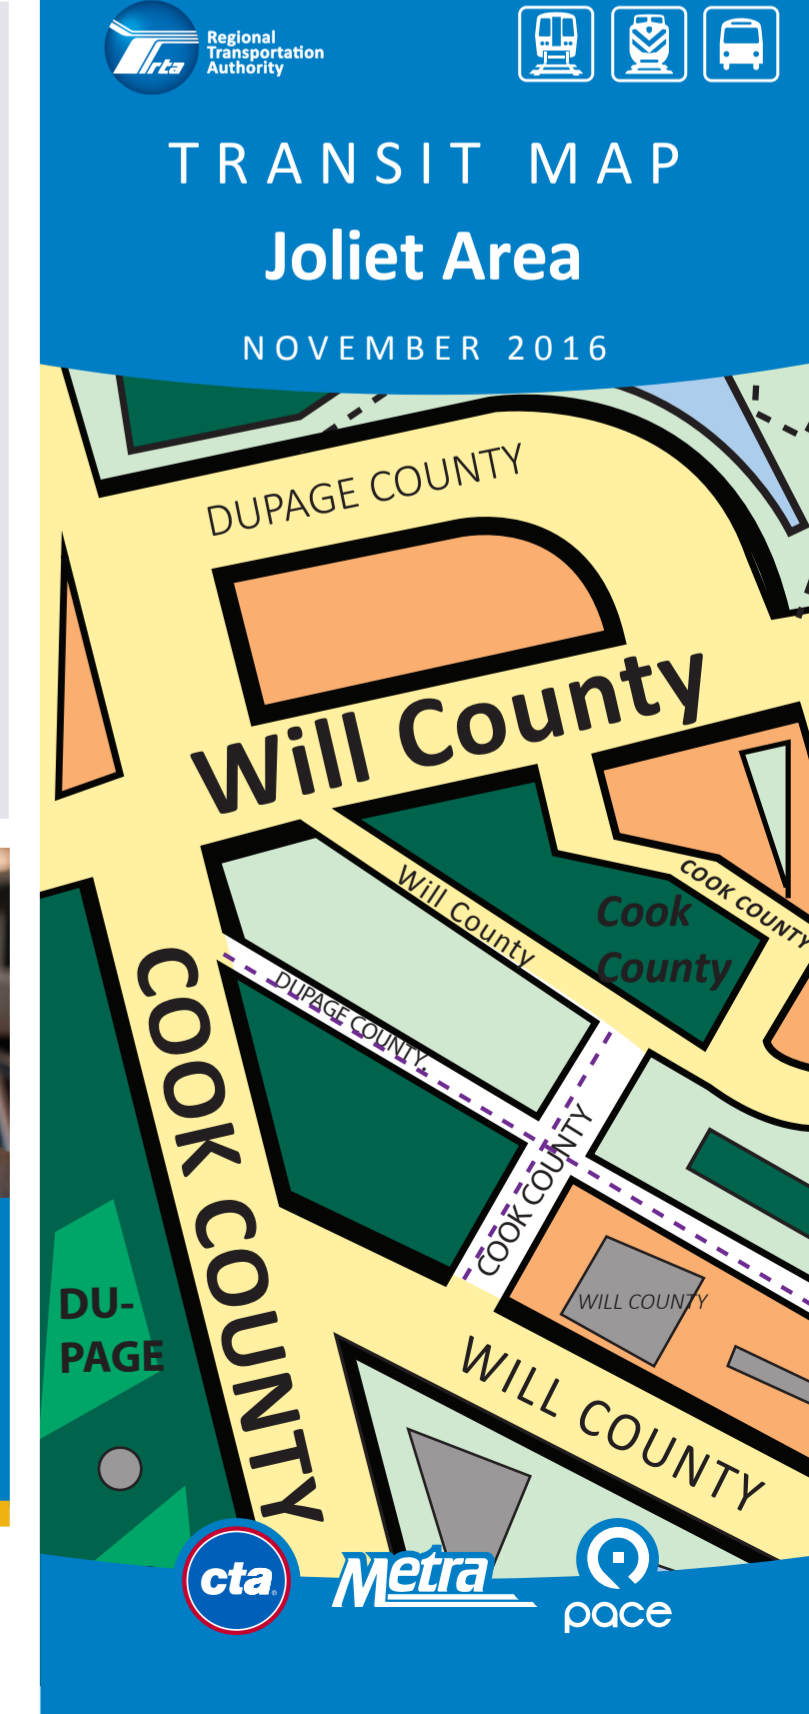 rta
Regional
Transportation
Authority
TRANSIT MAP
Joliet Area
NOVEMBER 2016
DUPAGE COUNTY
Will County
COOK COUNTY
Will County
Cook
County
DUPAGE COUNTY
COOK COUNTY
COOK COUNTY
DU-
PAGE
WILL COUNTY
WILL COUNTY
cta
Metra
pace